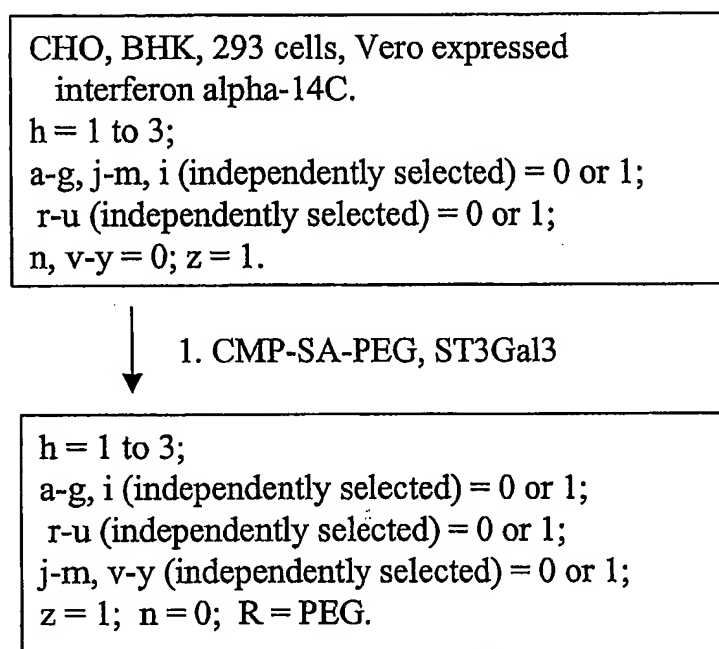 CHO, BHK, 293 cells, Vero expressed
interferon alpha-14C.
h = 1 to 3;
a-g, j-m, i (independently selected) = 0 or 1;
r-u (independently selected) = 0 or 1;
n, v-y = 0; z = 1.
1. CMP-SA-PEG, ST3Gal3
h = 1 to 3;
a-g, i (independently selected) = 0 or 1;
r-u (independently selected) = 0 or 1;
j-m, v-y (independently selected) = 0 or 1;
z = 1; n = 0; R = PEG.